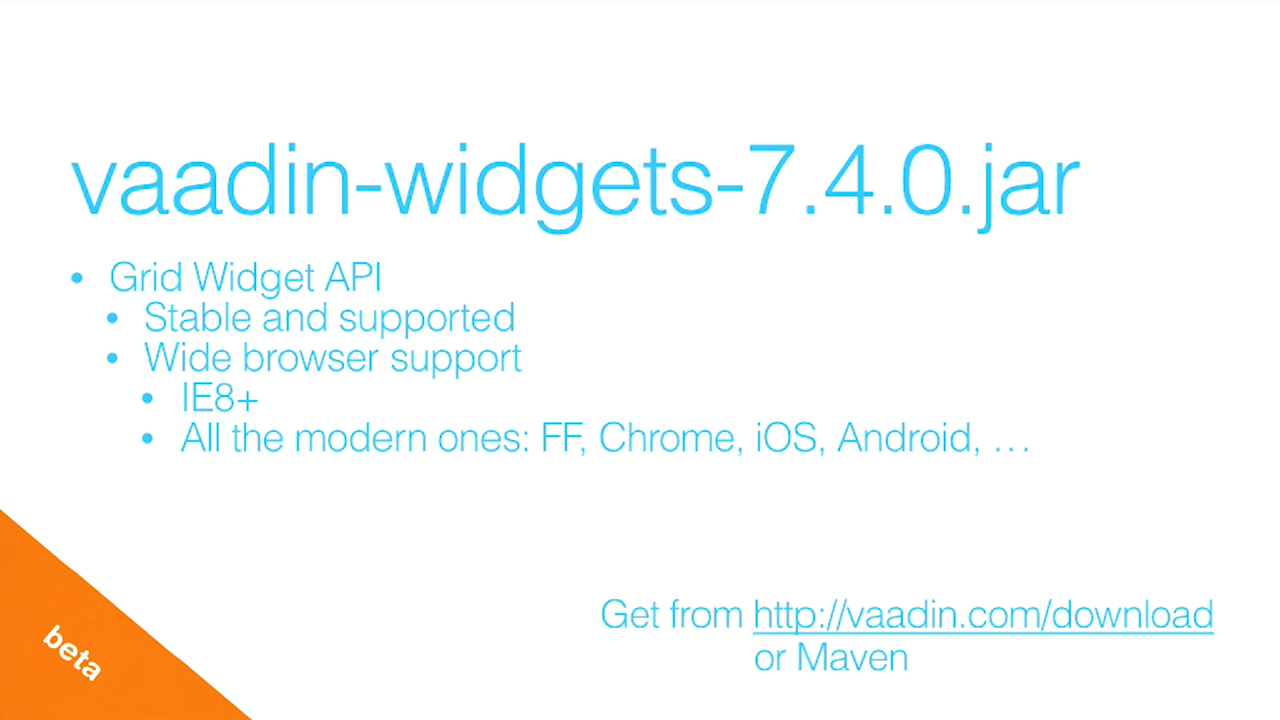 vaadin-widgets-7.4.0.jar
• Grid Widget API
• Stable and supported
• Wide browser support
• IE8+
• All the modern ones: FF, Chrome, iOS, Android, …
Get from http://vaadin.com/download
or Maven
beta